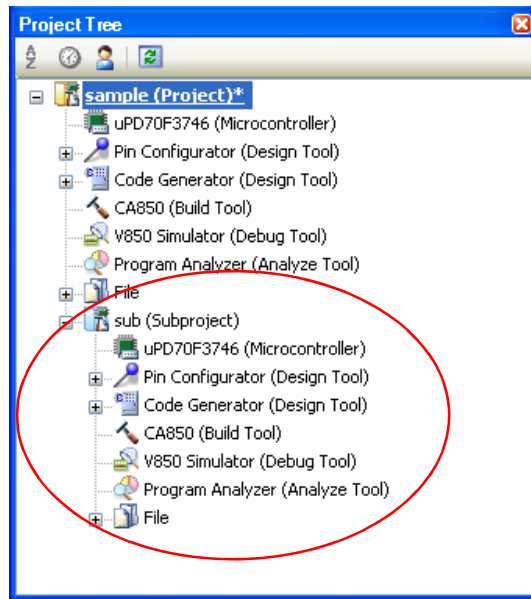 Project Tree
sample (Project)*
uPD70F3746 (Microcontroller)
Pin Configurator (Design Tool)
Code Generator (Design Tool)
CA850 (Build Tool)
V850 Simulator (Debug Tool)
Program Analyzer (Analyze Tool)
File
sub (Subproject)
uPD70F3746 (Microcontroller)
Pin Configurator (Design Tool)
Code Generator (Design Tool)
CA850 (Build Tool)
V850 Simulator (Debug Tool)
Program Analyzer (Analyze Tool)
File